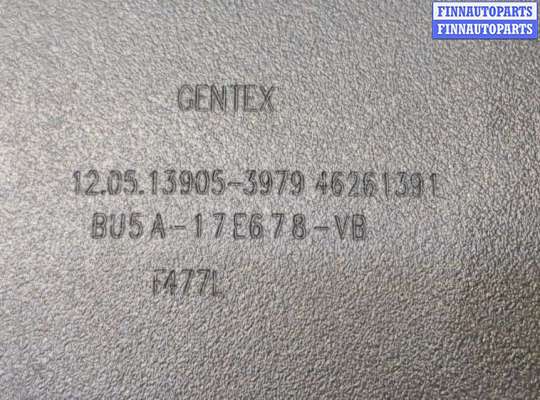 FINNAUTOPARTS
FINNAUTOPARTS
GENTEX
12.05.13905-3979 46261391
BU5A-17E678-VB
F477L